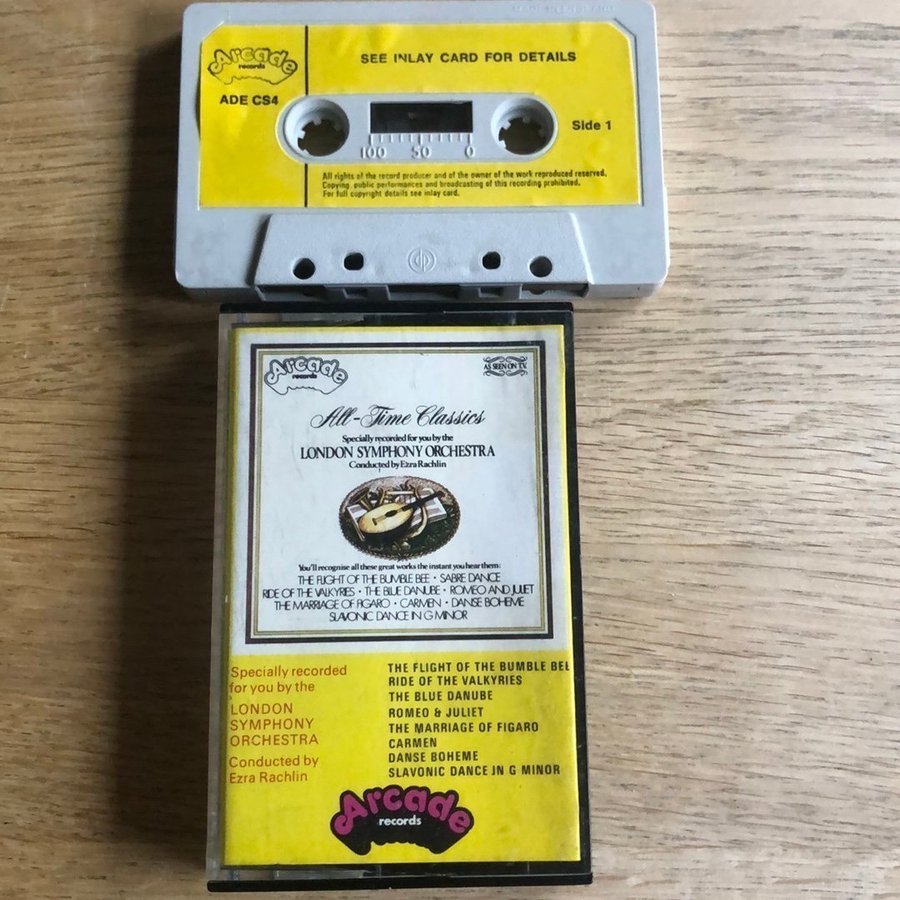 Arcade
records
ADE CS4
SEE INLAY CARD FOR DETAILS
Side 1
100 50 0
All rights of the record producer and of the owner of the work reproduced reserved.
Copying, public performances and broadcasting of this recording prohibited.
For full copyright details see inlay card.
Arcade
records
AS SEEN ON T.V.
All-Time Classics
Specially recorded for you by the
LONDON SYMPHONY ORCHESTRA
Conducted by Ezra Rachlin
You'll recognise all these great works the instant you hear them:
THE FLIGHT OF THE BUMBLE BEE • SABRE DANCE
RIDE OF THE VALKYRIES • THE BLUE DANUBE • ROMEO AND JULIET
THE MARRIAGE OF FIGARO • CARMEN • DANSE BOHEME
SLAVONIC DANCE IN G MINOR
Specially recorded
for you by the
LONDON
SYMPHONY
ORCHESTRA
Conducted by
Ezra Rachlin
THE FLIGHT OF THE BUMBLE BEE
RIDE OF THE VALKYRIES
THE BLUE DANUBE
ROMEO & JULIET
THE MARRIAGE OF FIGARO
CARMEN
DANSE BOHEME
SLAVONIC DANCE IN G MINOR
Arcade
records